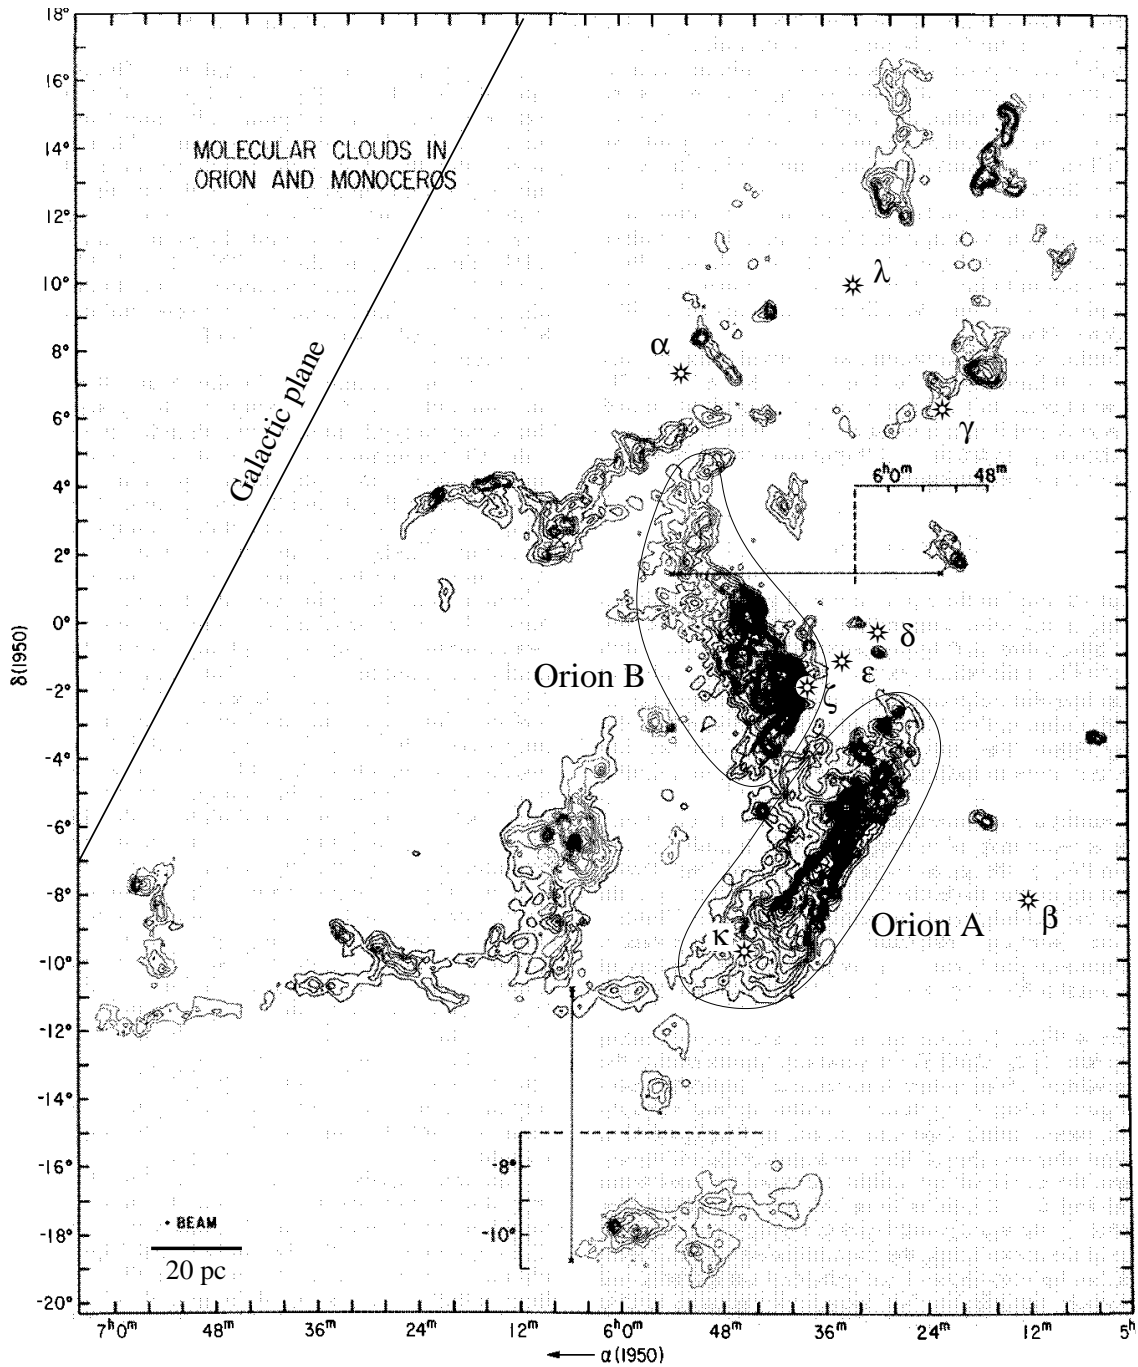 18°
16°
14°
12°
10°
8°
6°
4°
2°
0°
-2°
-4°
-6°
-8°
-10°
-12°
-14°
-16°
-18°
-20°
δ(1950)
MOLECULAR CLOUDS IN
ORION AND MONOCEROS
Galactic plane
λ
α
γ
6ʰ0ᵐ 48ᵐ
δ
ε
ζ
Orion B
Orion A
κ
β
-8°
-10°
• BEAM
20 pc
7ʰ0ᵐ 48ᵐ 36ᵐ 24ᵐ 12ᵐ 6ʰ0ᵐ 48ᵐ 36ᵐ 24ᵐ 12ᵐ 5ʰ
← α(1950)